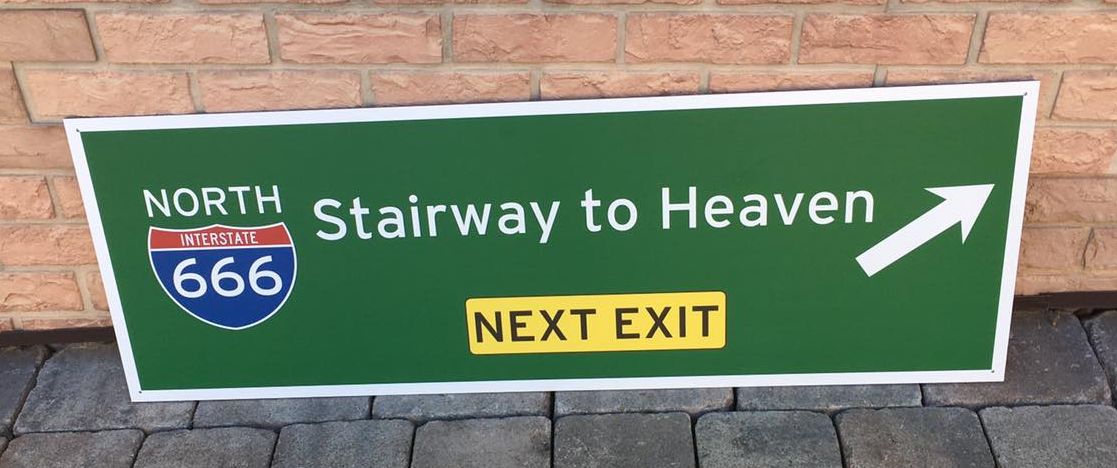 NORTH
INTERSTATE
666
Stairway to Heaven
NEXT EXIT